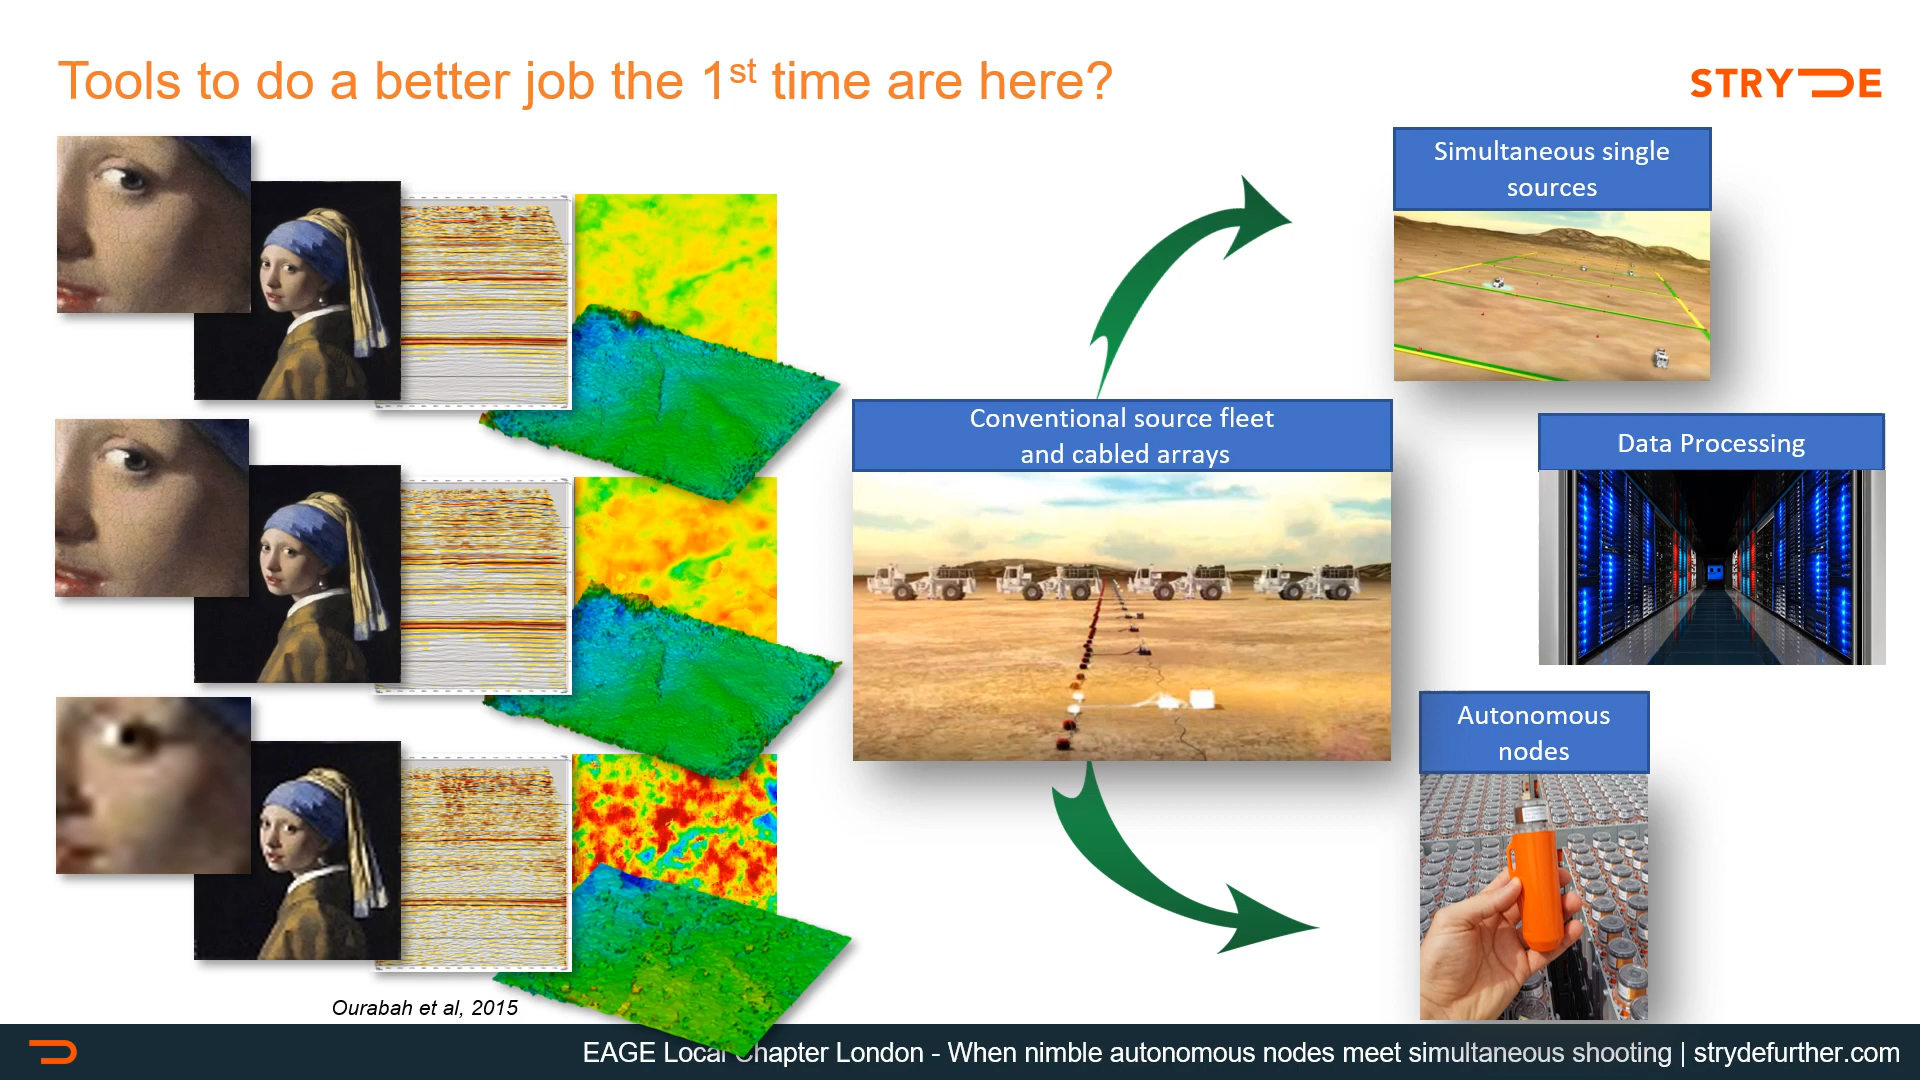 Tools to do a better job the 1st time are here?
STRYDE
Simultaneous single
sources
Conventional source fleet
and cabled arrays
Data Processing
Autonomous
nodes
Ourabah et al, 2015
EAGE Local Chapter London - When nimble autonomous nodes meet simultaneous shooting | strydefurther.com